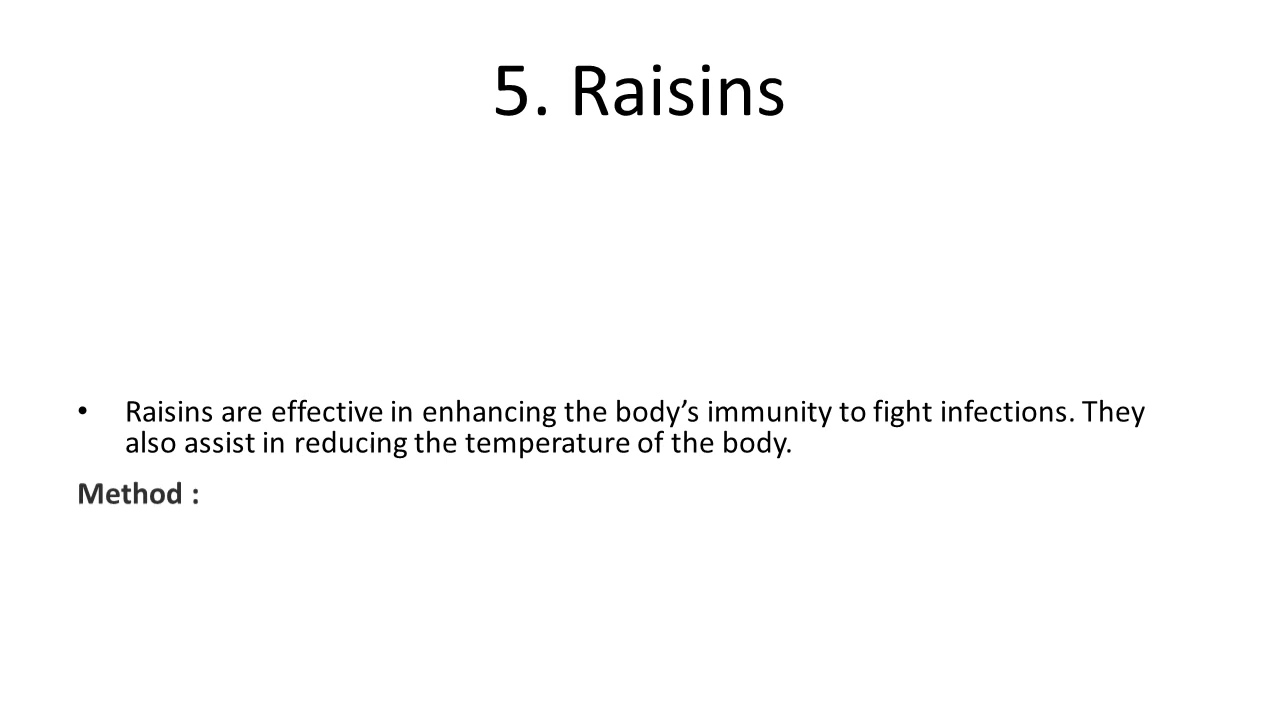 5. Raisins
• Raisins are effective in enhancing the body’s immunity to fight infections. They
also assist in reducing the temperature of the body.
Method :